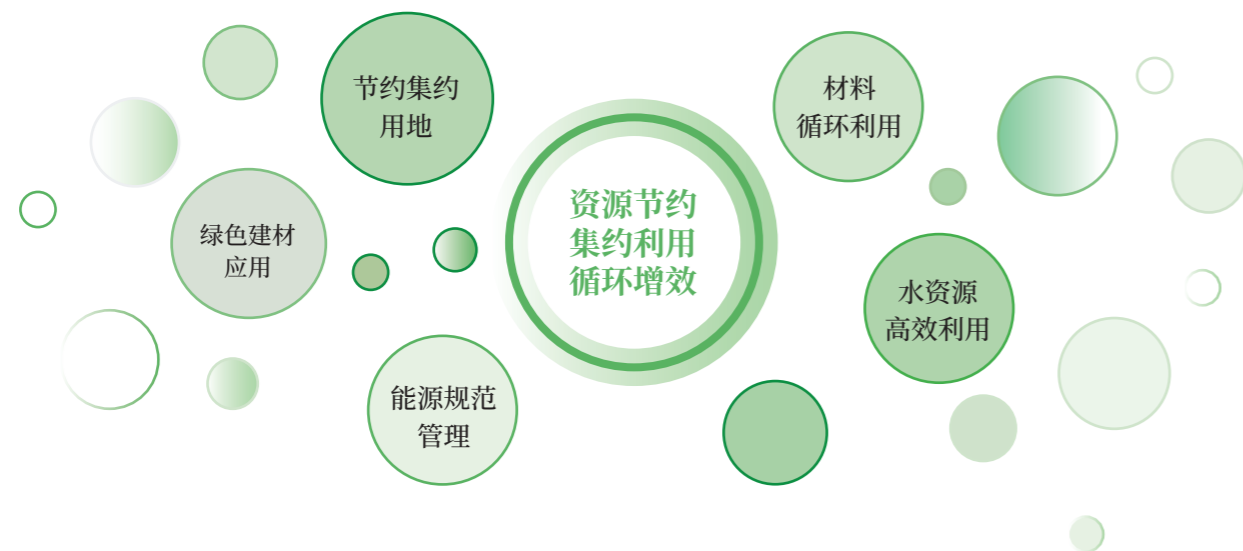 节约集约
用地
材料
循环利用
资源节约
集约利用
循环增效
绿色建材
应用
水资源
高效利用
能源规范
管理